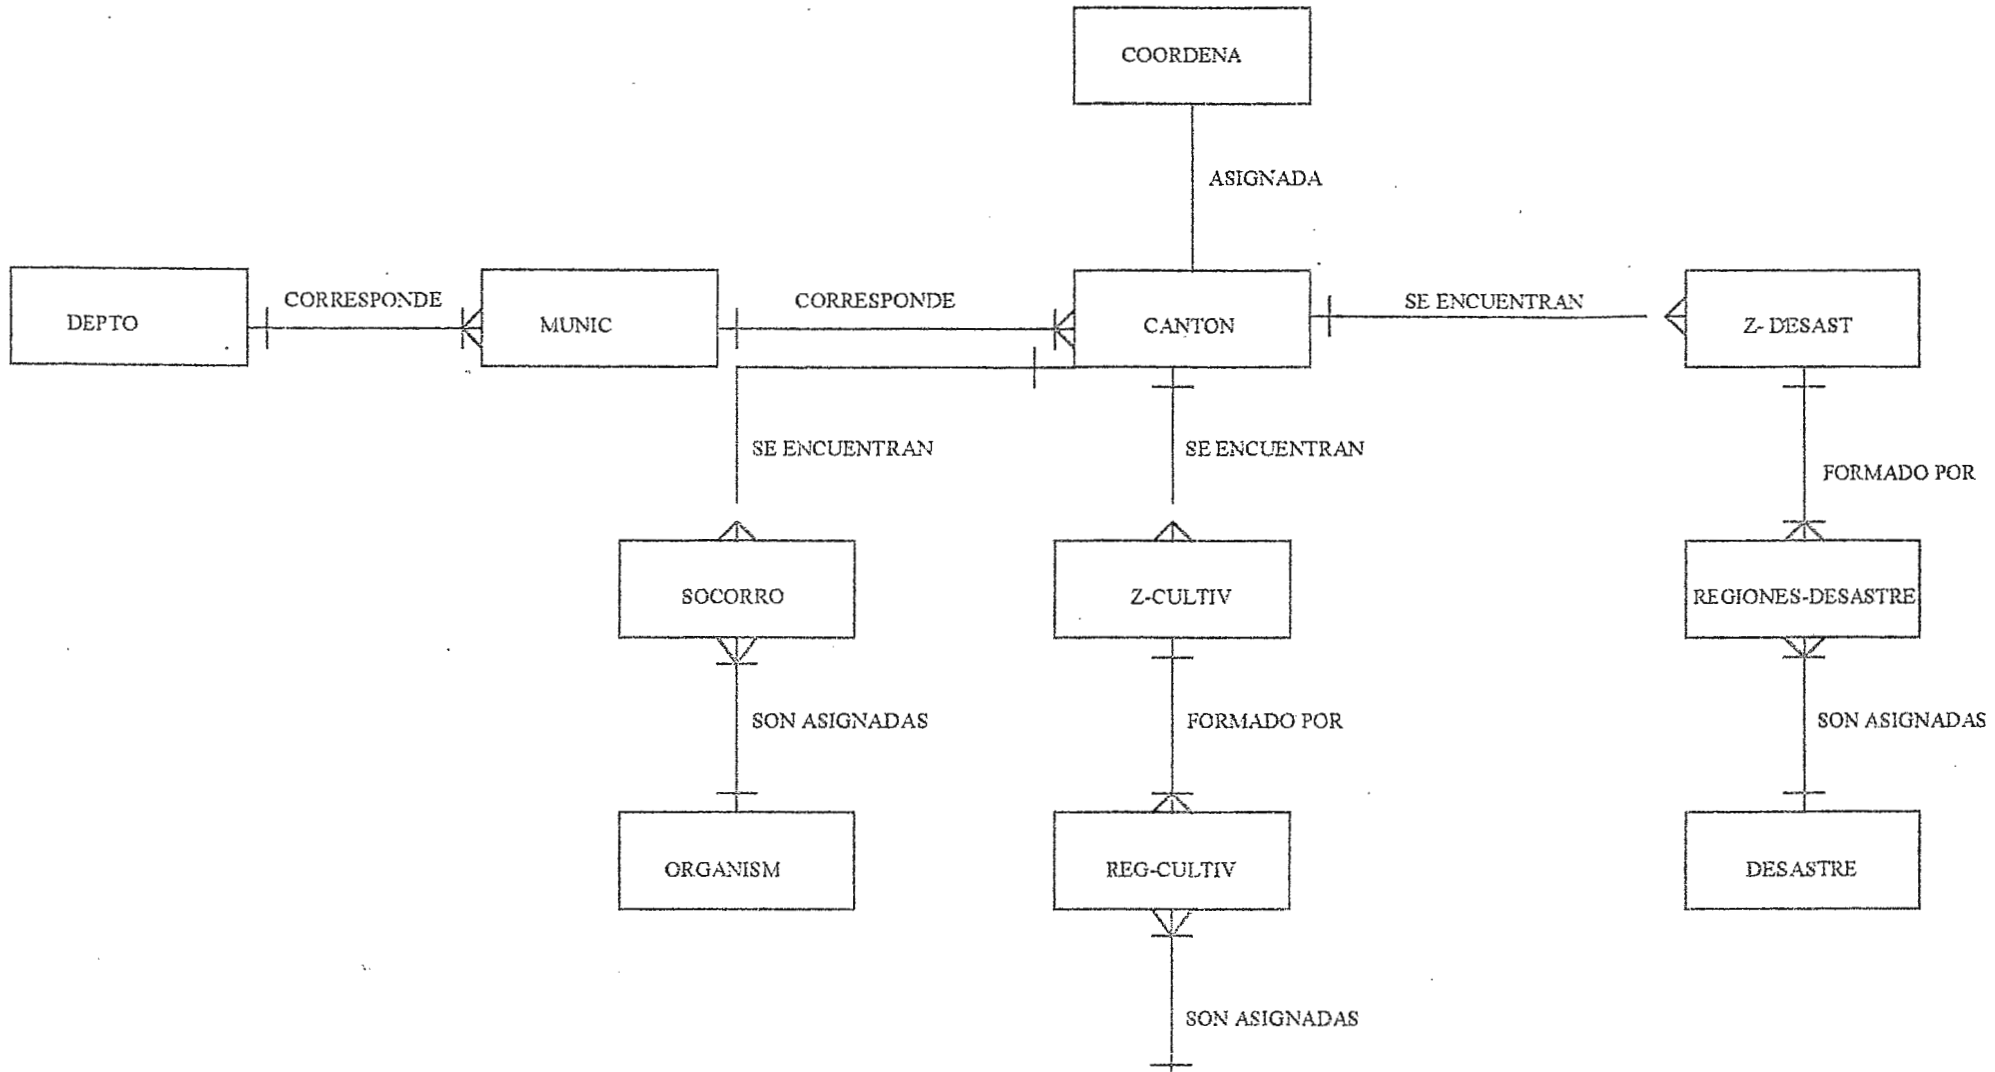 COORDENA
ASIGNADA
DEPTO
CORRESPONDE
MUNIC
CORRESPONDE
CANTON
SE ENCUENTRAN
Z- DESAST
SE ENCUENTRAN
SE ENCUENTRAN
FORMADO POR
SOCORRO
Z-CULTIV
REGIONES-DESASTRE
SON ASIGNADAS
FORMADO POR
SON ASIGNADAS
ORGANISM
REG-CULTIV
DESASTRE
SON ASIGNADAS